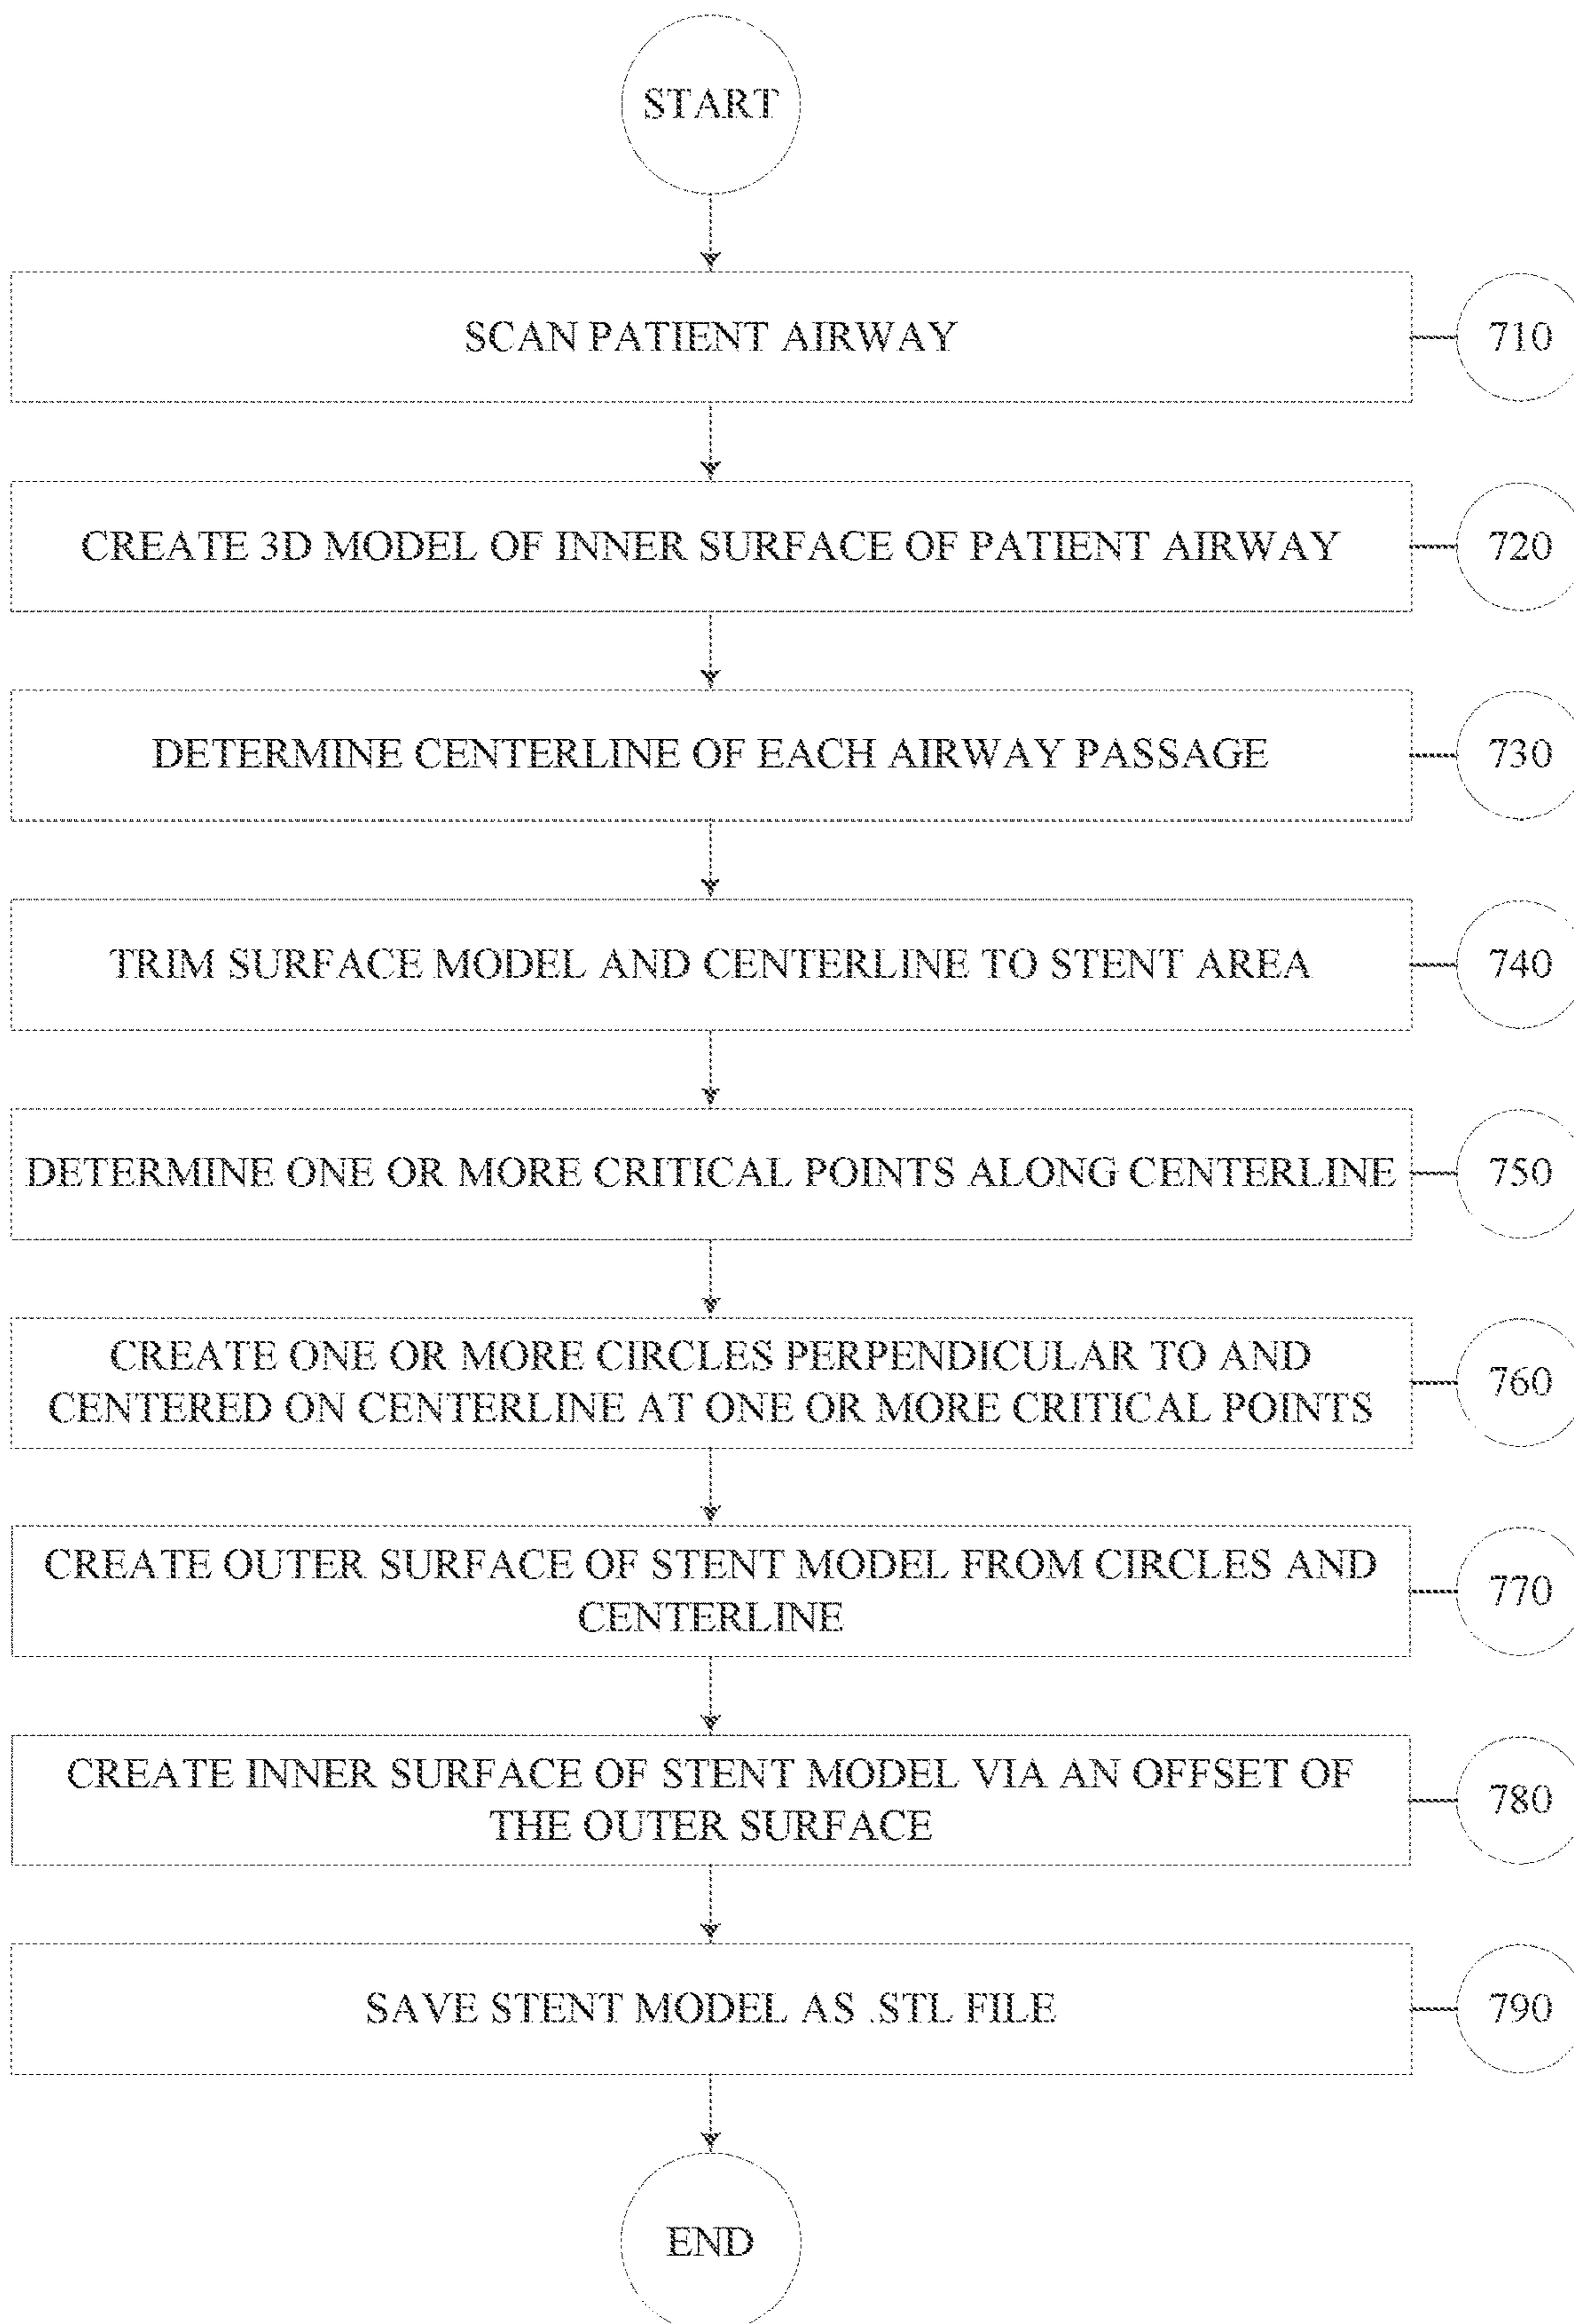 START
SCAN PATIENT AIRWAY
710
CREATE 3D MODEL OF INNER SURFACE OF PATIENT AIRWAY
720
DETERMINE CENTERLINE OF EACH AIRWAY PASSAGE
730
TRIM SURFACE MODEL AND CENTERLINE TO STENT AREA
740
DETERMINE ONE OR MORE CRITICAL POINTS ALONG CENTERLINE
750
CREATE ONE OR MORE CIRCLES PERPENDICULAR TO AND
CENTERED ON CENTERLINE AT ONE OR MORE CRITICAL POINTS
760
CREATE OUTER SURFACE OF STENT MODEL FROM CIRCLES AND
CENTERLINE
770
CREATE INNER SURFACE OF STENT MODEL VIA AN OFFSET OF
THE OUTER SURFACE
780
SAVE STENT MODEL AS .STL FILE
790
END